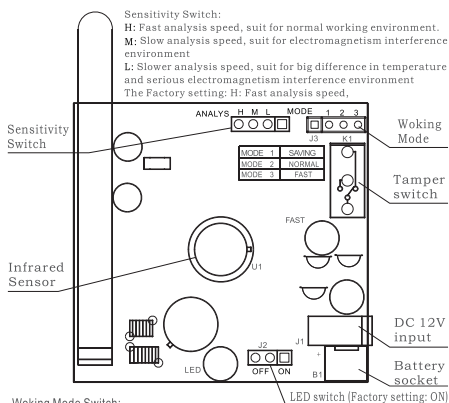 Sensitivity Switch:
H: Fast analysis speed, suit for normal working environment.
M: Slow analysis speed, suit for electromagnetism interference
environment
L: Slower analysis speed, suit for big difference in temperature
and serious electromagnetism interference environment
The Factory setting: H: Fast analysis speed,
ANALYS H M L MODE 1 2 3
J3 K1
Sensitivity
Switch
Woking
Mode
MODE 1 SAVING
MODE 2 NORMAL
MODE 3 FAST
Tamper
switch
FAST
Infrared
Sensor
U1
DC 12V
input
J1
J2
LED
OFF ON
+
B1
Battery
socket
LED switch (Factory setting: ON)
Woking Mode Switch: